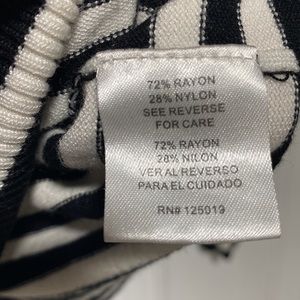 72% RAYON
28% NYLON
SEE REVERSE
FOR CARE
72% RAYON
28% NILON
VER AL REVERSO
PARA EL CUIDADO
RN# 125019